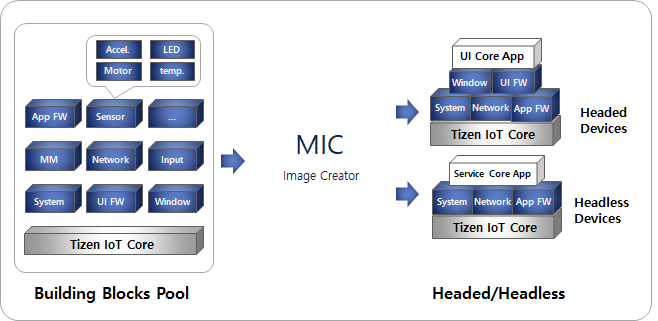 Accel.
LED
Motor
temp.
App FW
Sensor
...
MM
Network
Input
System
UI FW
Window
Tizen IoT Core
Building Blocks Pool
MIC
Image Creator
UI Core App
Window
UI FW
System
Network
App FW
Tizen IoT Core
Headed
Devices
Service Core App
System
Network
App FW
Tizen IoT Core
Headless
Devices
Headed/Headless